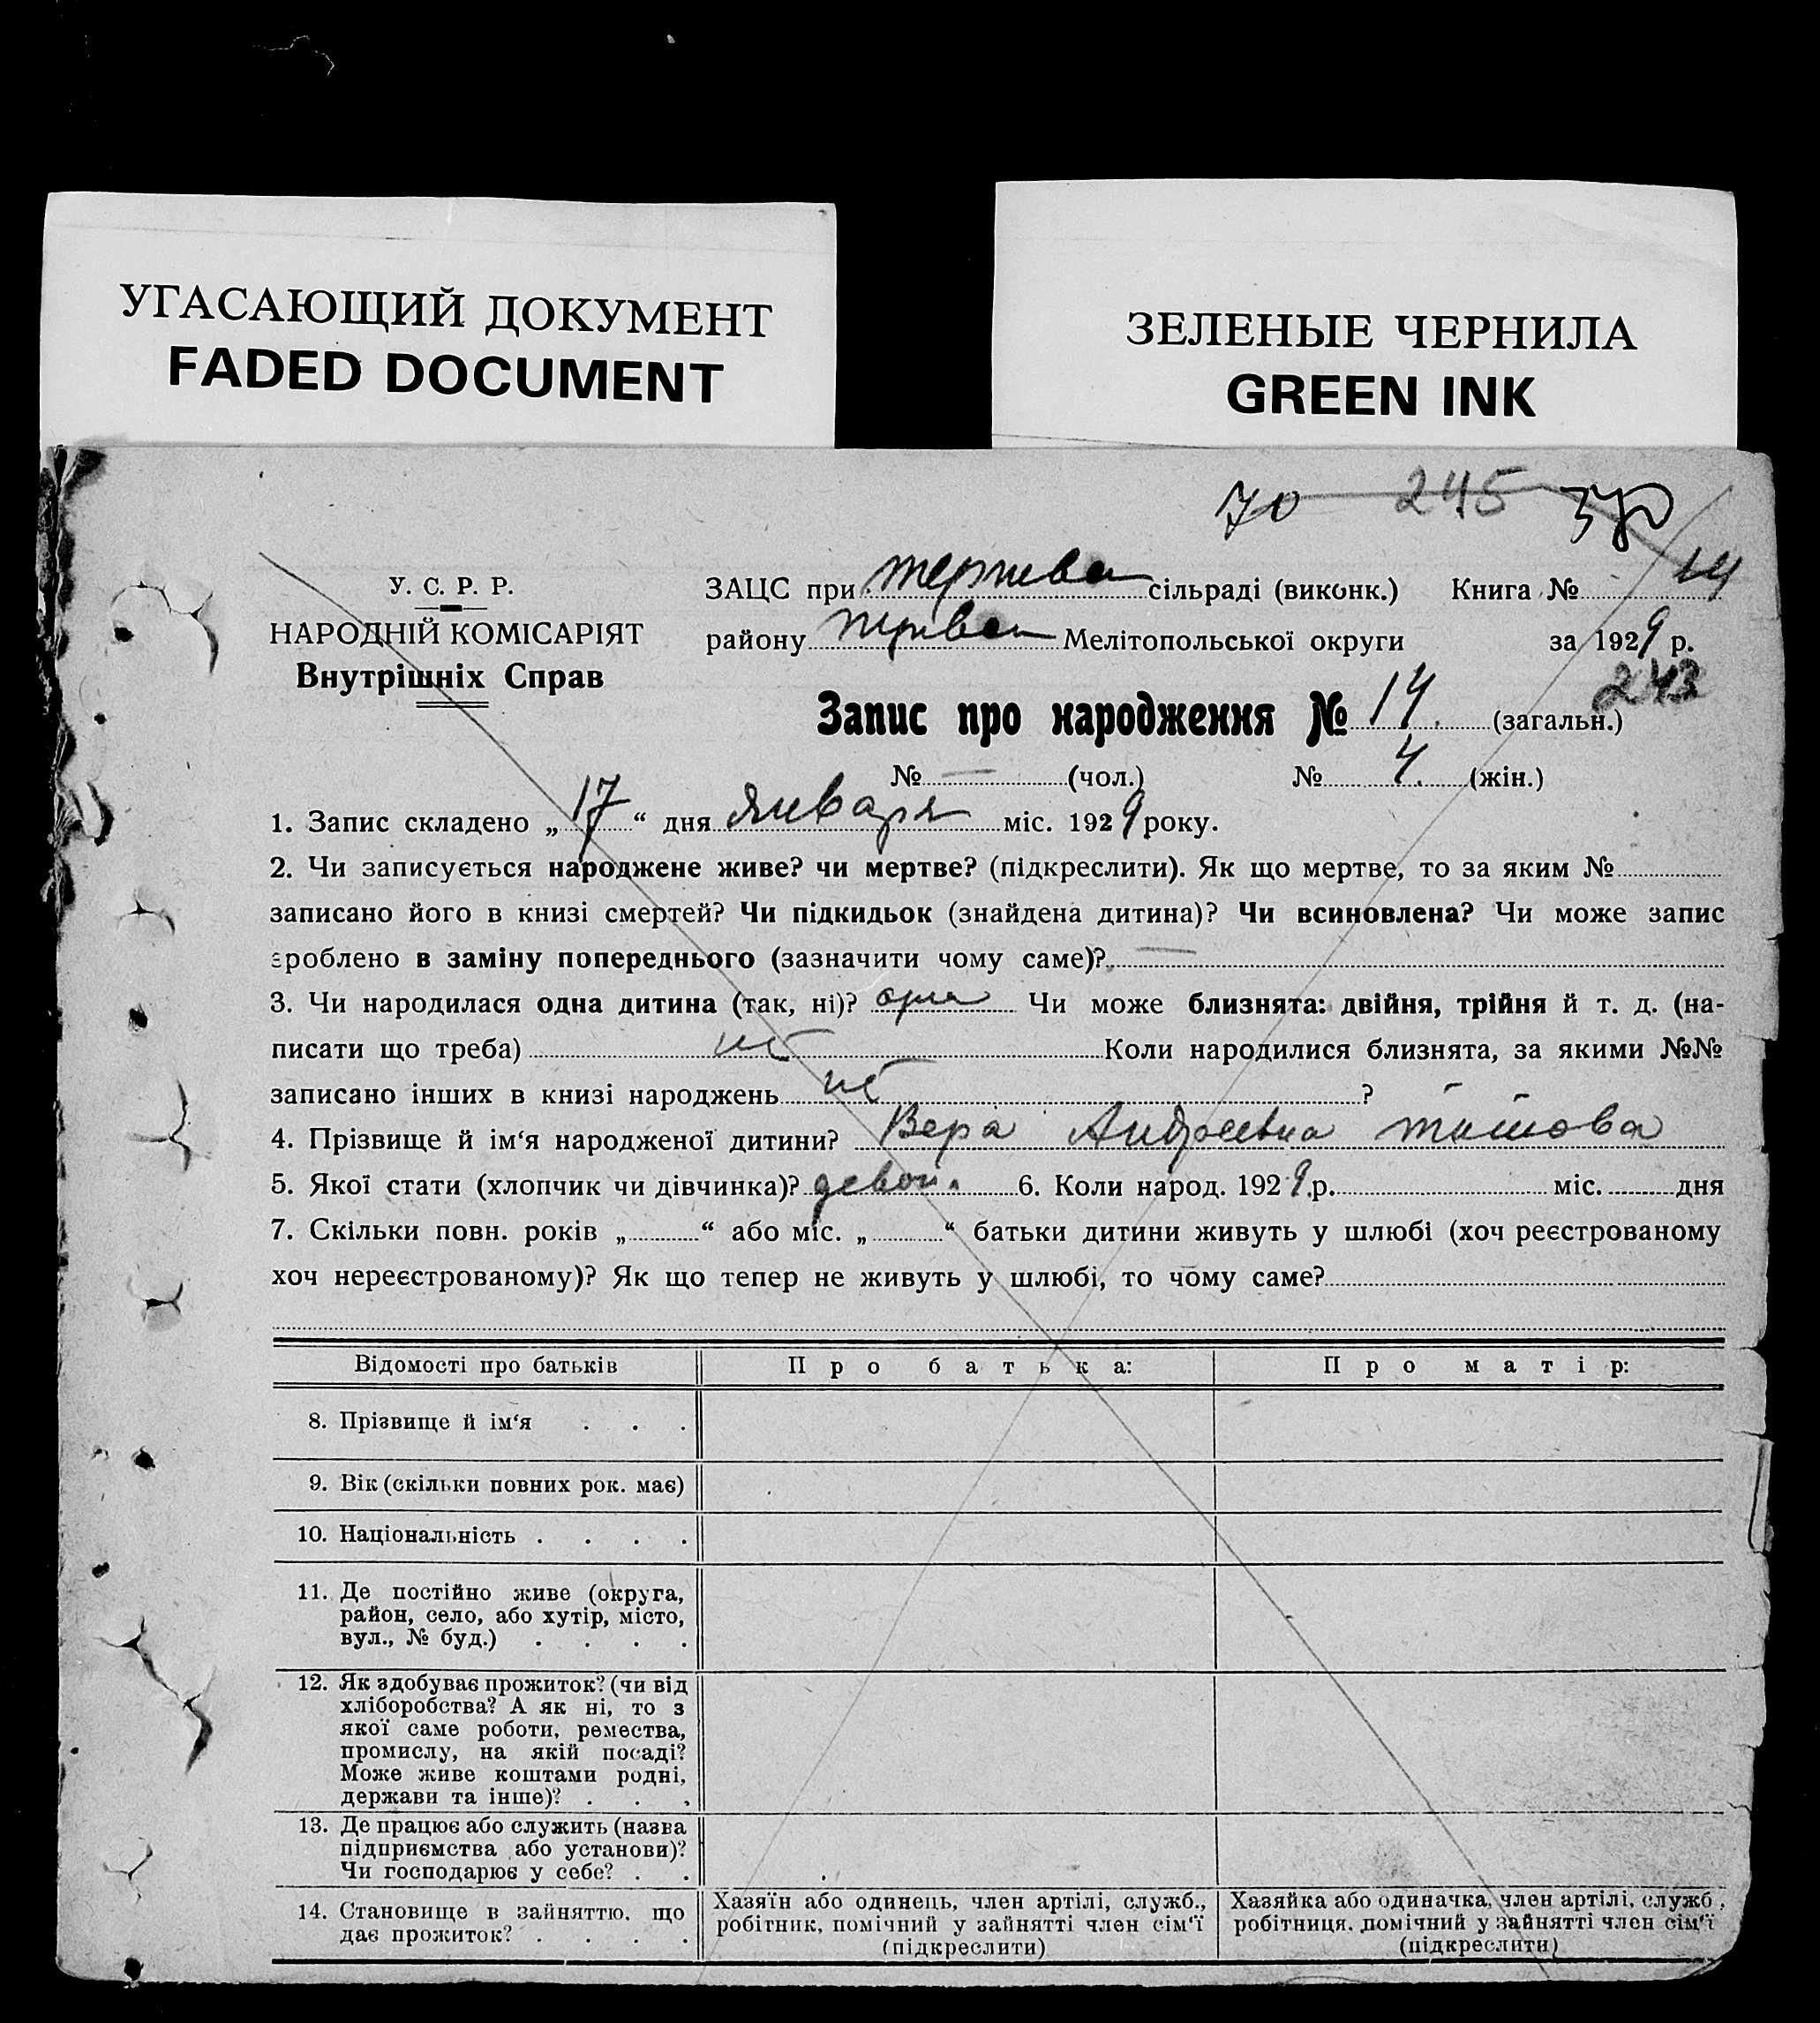 УГАСАЮЩИЙ ДОКУМЕНТ
FADED DOCUMENT
ЗЕЛЕНЫЕ ЧЕРНИЛА
GREEN INK
70 245
У. С. Р. Р.
НАРОДНІЙ КОМІСАРІЯТ
Внутрішніх Справ
ЗАЦС при сільраді (виконк.) Книга № 14
району Мелітопольської округи за 1929 р.
243
Запис про народження № 14. (загальн.)
№ — (чол.) № 4. (жін.)
1. Запис складено „17“ дня Января міс. 1929 року.
2. Чи записується народжене живе? чи мертве? (підкреслити). Як що мертве, то за яким №
записано його в книзі смертей? Чи підкидьок (знайдена дитина)? Чи всиновлена? Чи може запис
зроблено в заміну попереднього (зазначити чому саме)? —
3. Чи народилася одна дитина (так, ні)? одна Чи може близнята: двійня, трійня й т. д. (на-
писати що треба) нет Коли народилися близнята, за якими №№
записано інших в книзі народжень нет ?
4. Прізвище й ім‘я народженої дитини? Вера Андреевна
5. Якої стати (хлопчик чи дівчинка)? девоч. 6. Коли народ. 1929 р. міс. дня
7. Скільки повн. років „ “ або міс. „ “ батьки дитини живуть у шлюбі (хоч реєстрованому
хоч нереєстрованому)? Як що тепер не живуть у шлюбі, то чому саме?
Відомості про батьків Про батька: Про матір:
8. Прізвище й ім‘я . . .
9. Вік (скільки повних рок. має)
10. Національність . . . .
11. Де постійно живе (округа,
район, село, або хутір, місто,
вул., № буд.) . . . .
12. Як здобуває прожиток? (чи від
хліборобства? А як ні, то з
якої саме роботи, ремества,
промислу, на якій посаді?
Може живе коштами родні,
держави та інше)? . . .
13. Де працює або служить (назва
підприємства або установи)?
Чи господарює у себе? . .
14. Становище в зайняттю, що
дає прожиток? . . . .
Хазяїн або одинець, член артілі, служб.,
робітник, помічний у зайнятті член сім‘ї
(підкреслити)
Хазяйка або одиначка, член артілі, служб.,
робітниця, помічний у зайнятті член сім‘ї
(підкреслити)